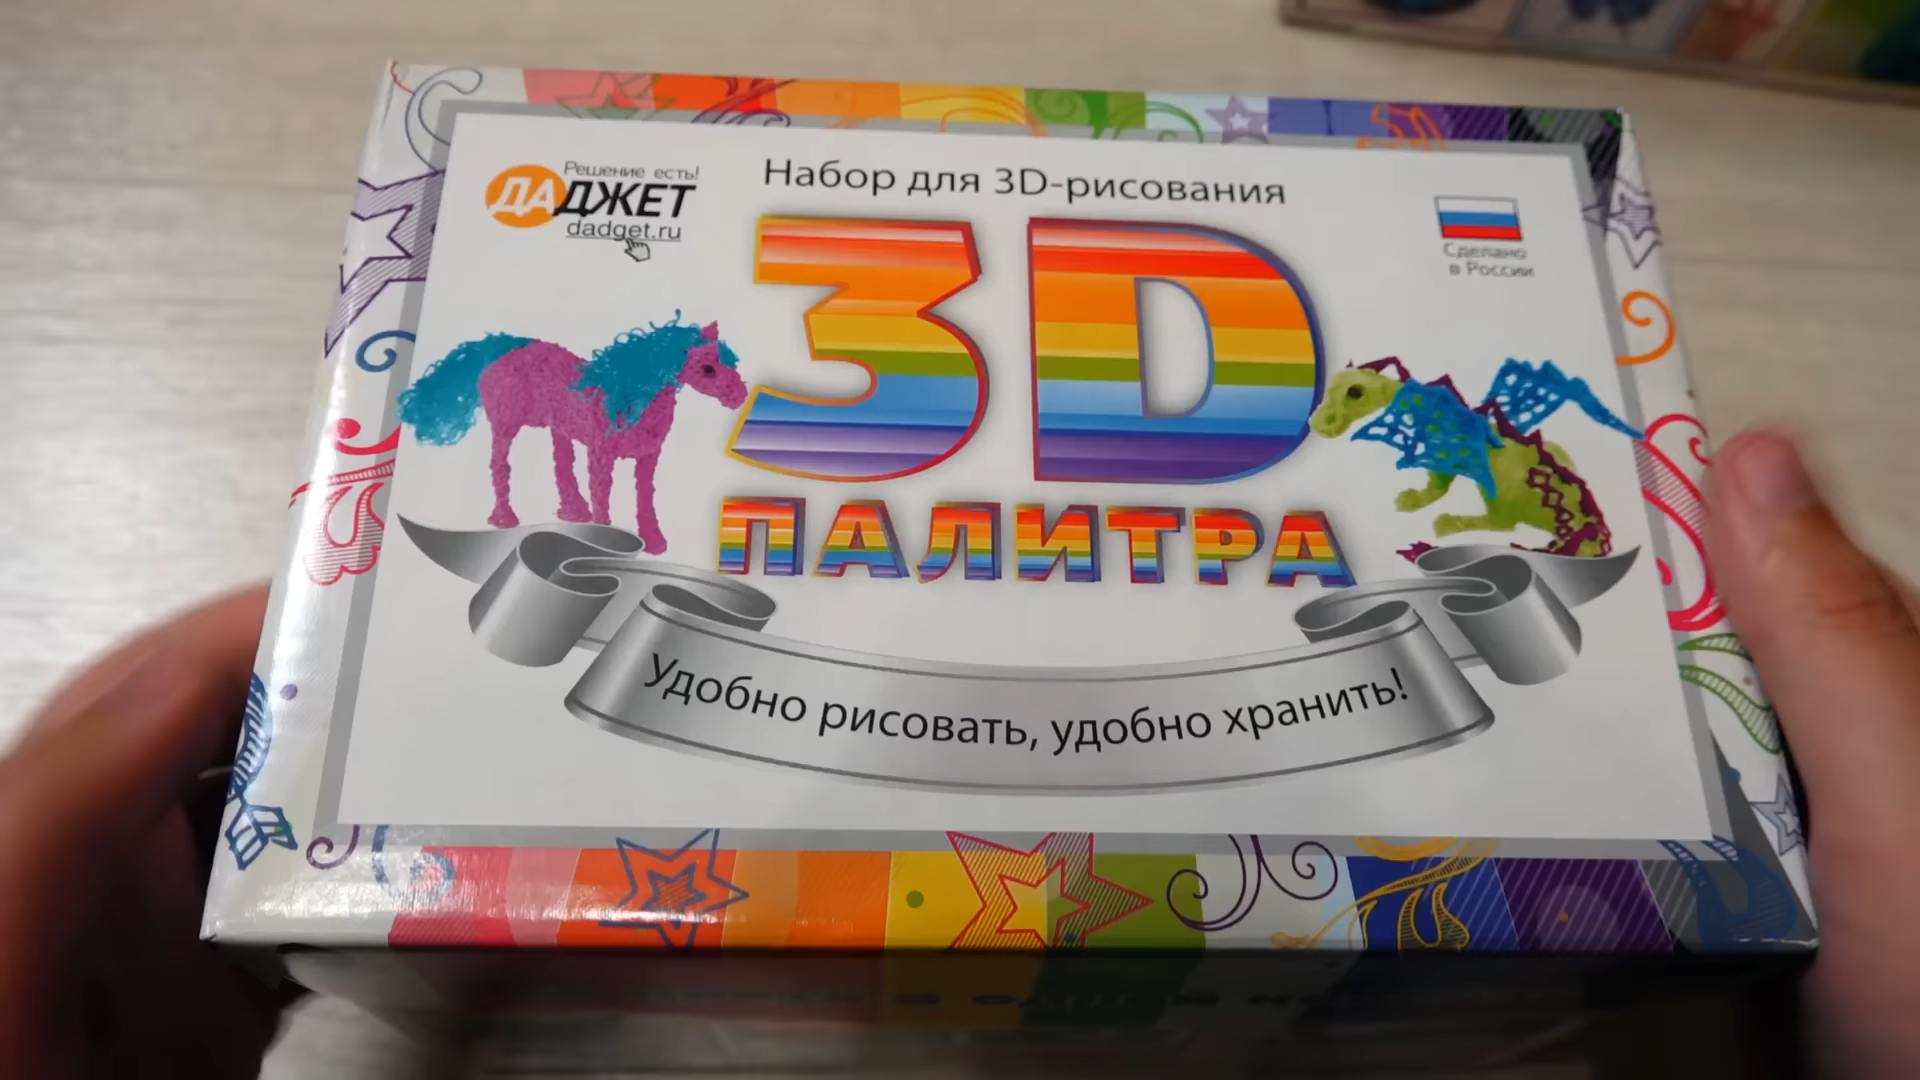 Решение есть!
ДАДЖЕТ
dadget.ru
Набор для 3D-рисования
Сделано
в России
3D
ПАЛИТРА
Удобно рисовать, удобно хранить!